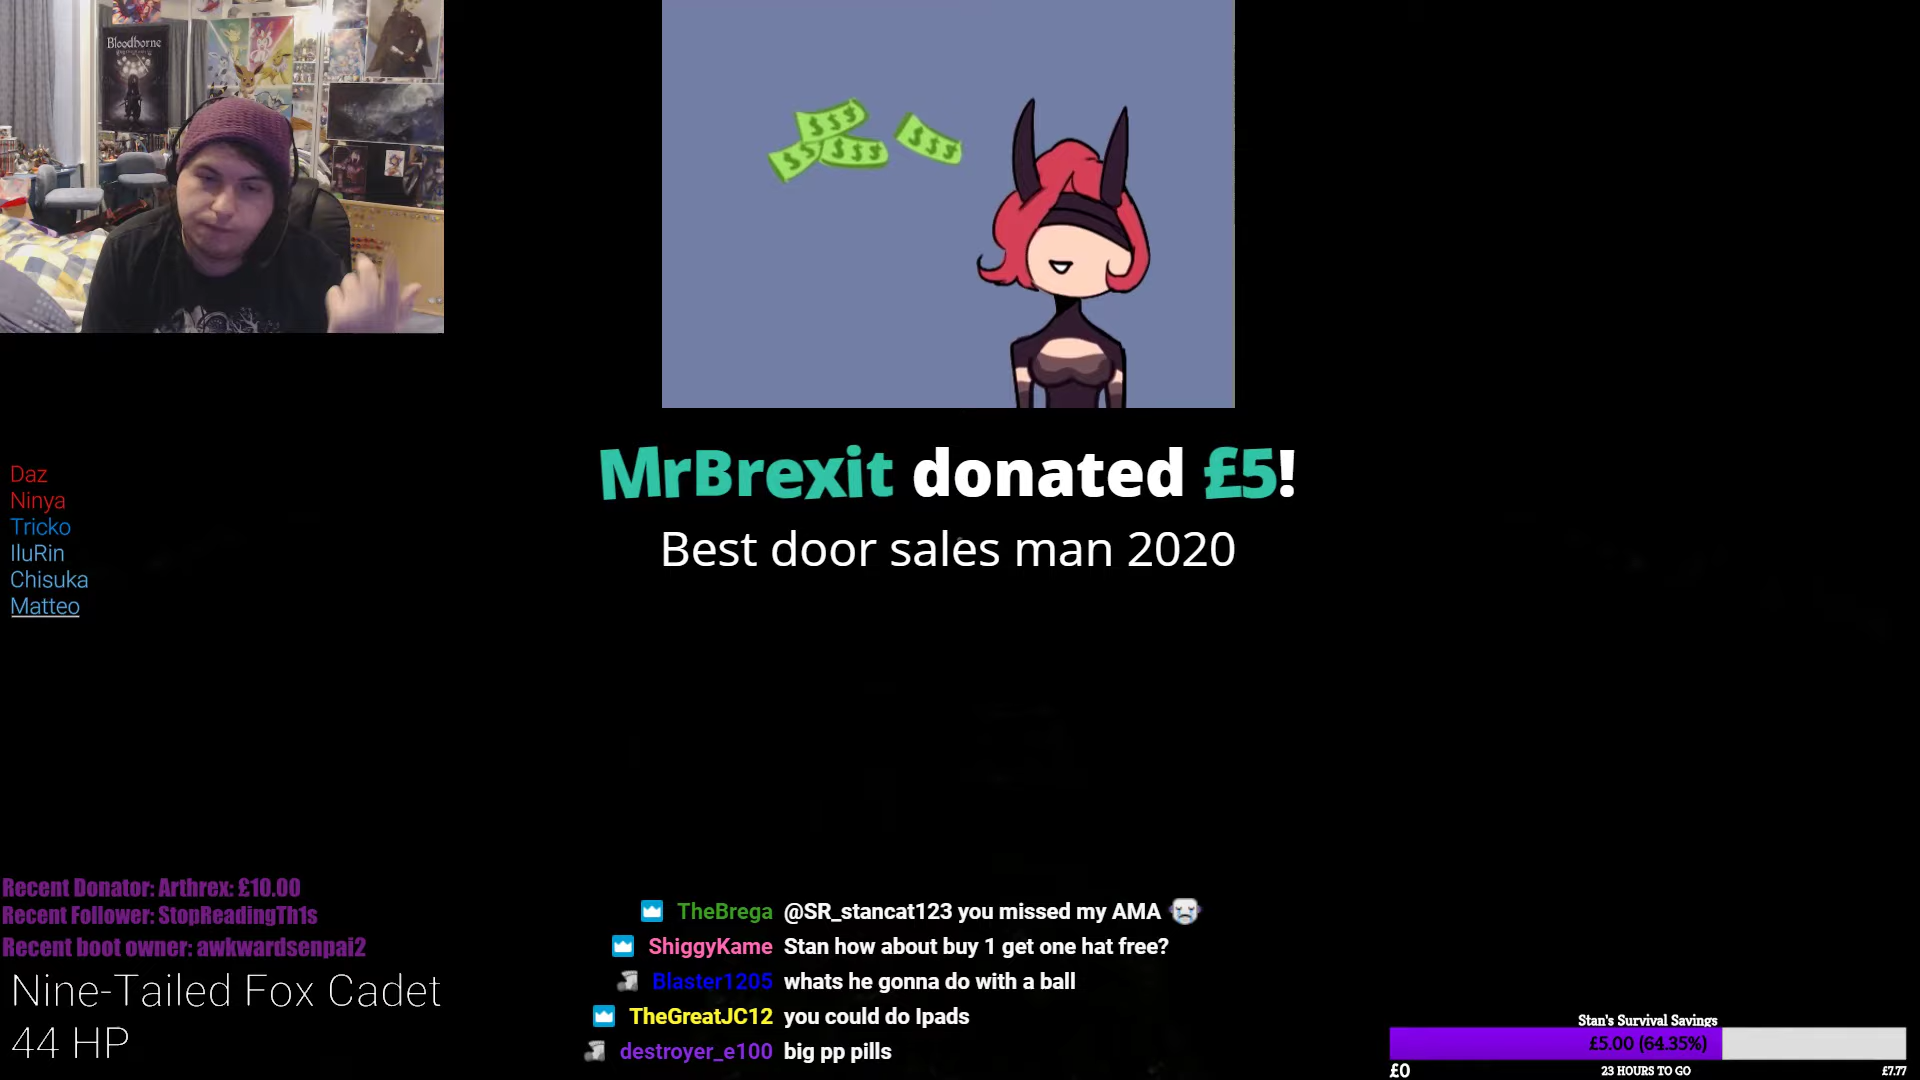 Bloodborne
$$$
$$$
$$$
$$
MrBrexit donated £5!
Best door sales man 2020
Daz
Ninya
Tricko
IluRin
Chisuka
Matteo
Recent Donator: Arthrex: £10.00
Recent Follower: StopReadingTh1s
Recent boot owner: awkwardsenpai2
Nine-Tailed Fox Cadet
44 HP
TheBrega @SR_stancat123 you missed my AMA
ShiggyKame Stan how about buy 1 get one hat free?
Blaster1205 whats he gonna do with a ball
TheGreatJC12 you could do Ipads
destroyer_e100 big pp pills
Stan's Survival Savings
£5.00 (64.35%)
£0 23 HOURS TO GO £7.77